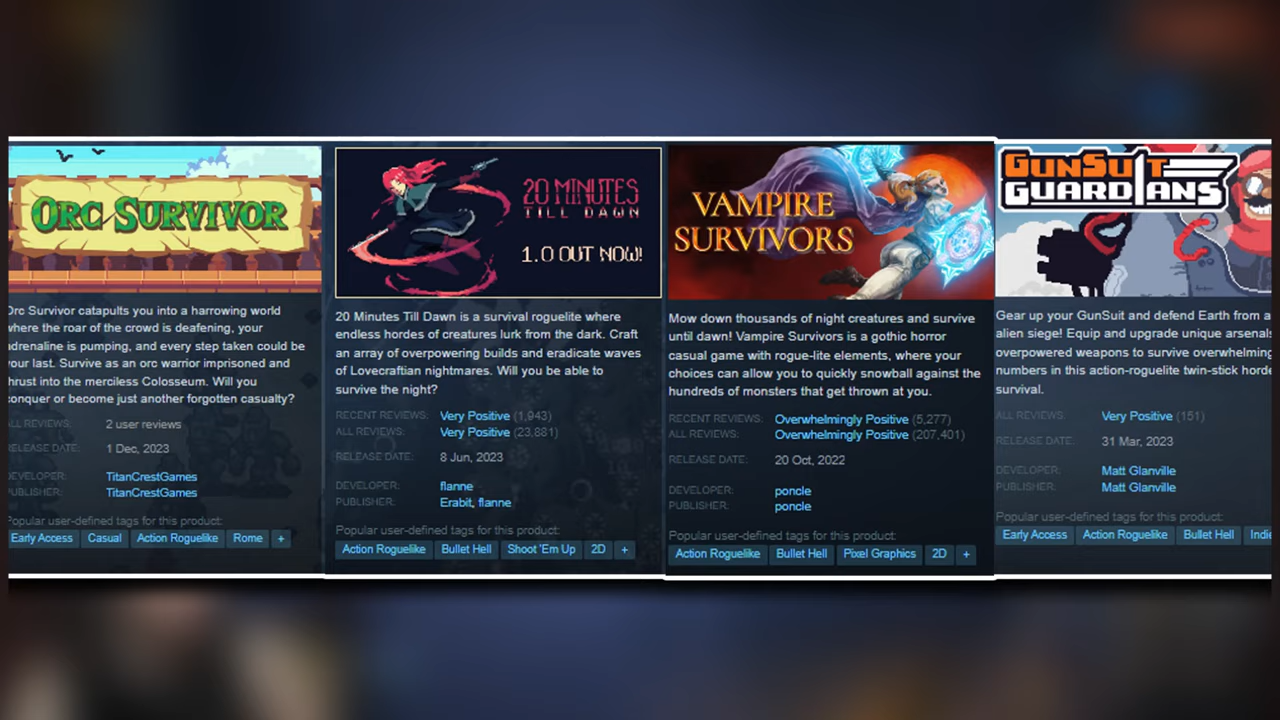 ORC SURVIVOR
Orc Survivor catapults you into a harrowing world
where the roar of the crowd is deafening, your
adrenaline is pumping, and every step taken could be
your last. Survive as an orc warrior imprisoned and
thrust into the merciless Colosseum. Will you
conquer or become just another forgotten casualty?
ALL REVIEWS: 2 user reviews
RELEASE DATE: 1 Dec, 2023
DEVELOPER: TitanCrestGames
PUBLISHER: TitanCrestGames
Popular user-defined tags for this product:
Early Access Casual Action Roguelike Rome +
20 MINUTES
TILL DAWN
1.0 OUT NOW!
20 Minutes Till Dawn is a survival roguelite where
endless hordes of creatures lurk from the dark. Craft
an array of overpowering builds and eradicate waves
of Lovecraftian nightmares. Will you be able to
survive the night?
RECENT REVIEWS: Very Positive (1,943)
ALL REVIEWS: Very Positive (23,881)
RELEASE DATE: 8 Jun, 2023
DEVELOPER: flanne
PUBLISHER: Erabit, flanne
Popular user-defined tags for this product:
Action Roguelike Bullet Hell Shoot 'Em Up 2D +
VAMPIRE
SURVIVORS
Mow down thousands of night creatures and survive
until dawn! Vampire Survivors is a gothic horror
casual game with rogue-lite elements, where your
choices can allow you to quickly snowball against the
hundreds of monsters that get thrown at you.
RECENT REVIEWS: Overwhelmingly Positive (5,277)
ALL REVIEWS: Overwhelmingly Positive (207,401)
RELEASE DATE: 20 Oct, 2022
DEVELOPER: poncle
PUBLISHER: poncle
Popular user-defined tags for this product:
Action Roguelike Bullet Hell Pixel Graphics 2D +
GUNSUIT
GUARDIANS
Gear up your GunSuit and defend Earth from a
alien siege! Equip and upgrade unique arsenals
overpowered weapons to survive overwhelming
numbers in this action-roguelite twin-stick horde
survival.
ALL REVIEWS: Very Positive (151)
RELEASE DATE: 31 Mar, 2023
DEVELOPER: Matt Glanville
PUBLISHER: Matt Glanville
Popular user-defined tags for this product:
Early Access Action Roguelike Bullet Hell Indie